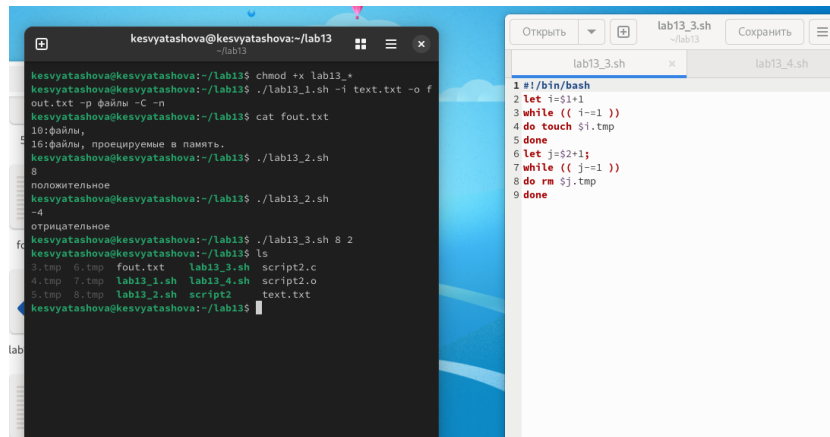 kesvyatashova@kesvyatashova:~/lab13
~/lab13
kesvyatashova@kesvyatashova:~/lab13$ chmod +x lab13_*
kesvyatashova@kesvyatashova:~/lab13$ ./lab13_1.sh -i text.txt -o f
out.txt -p файлы -C -n
kesvyatashova@kesvyatashova:~/lab13$ cat fout.txt
10:файлы,
16:файлы, проецируемые в память.
kesvyatashova@kesvyatashova:~/lab13$ ./lab13_2.sh
8
положительное
kesvyatashova@kesvyatashova:~/lab13$ ./lab13_2.sh
-4
отрицательное
kesvyatashova@kesvyatashova:~/lab13$ ./lab13_3.sh 8 2
kesvyatashova@kesvyatashova:~/lab13$ ls
3.tmp 6.tmp fout.txt lab13_3.sh script2.c
4.tmp 7.tmp lab13_1.sh lab13_4.sh script2.o
5.tmp 8.tmp lab13_2.sh script2 text.txt
kesvyatashova@kesvyatashova:~/lab13$
lab
Открыть
lab13_3.sh
~/lab13
Сохранить
lab13_3.sh
lab13_4.sh
1 #!/bin/bash
2 let i=$1+1
3 while (( i-=1 ))
4 do touch $i.tmp
5 done
6 let j=$2+1;
7 while (( j-=1 ))
8 do rm $j.tmp
9 done